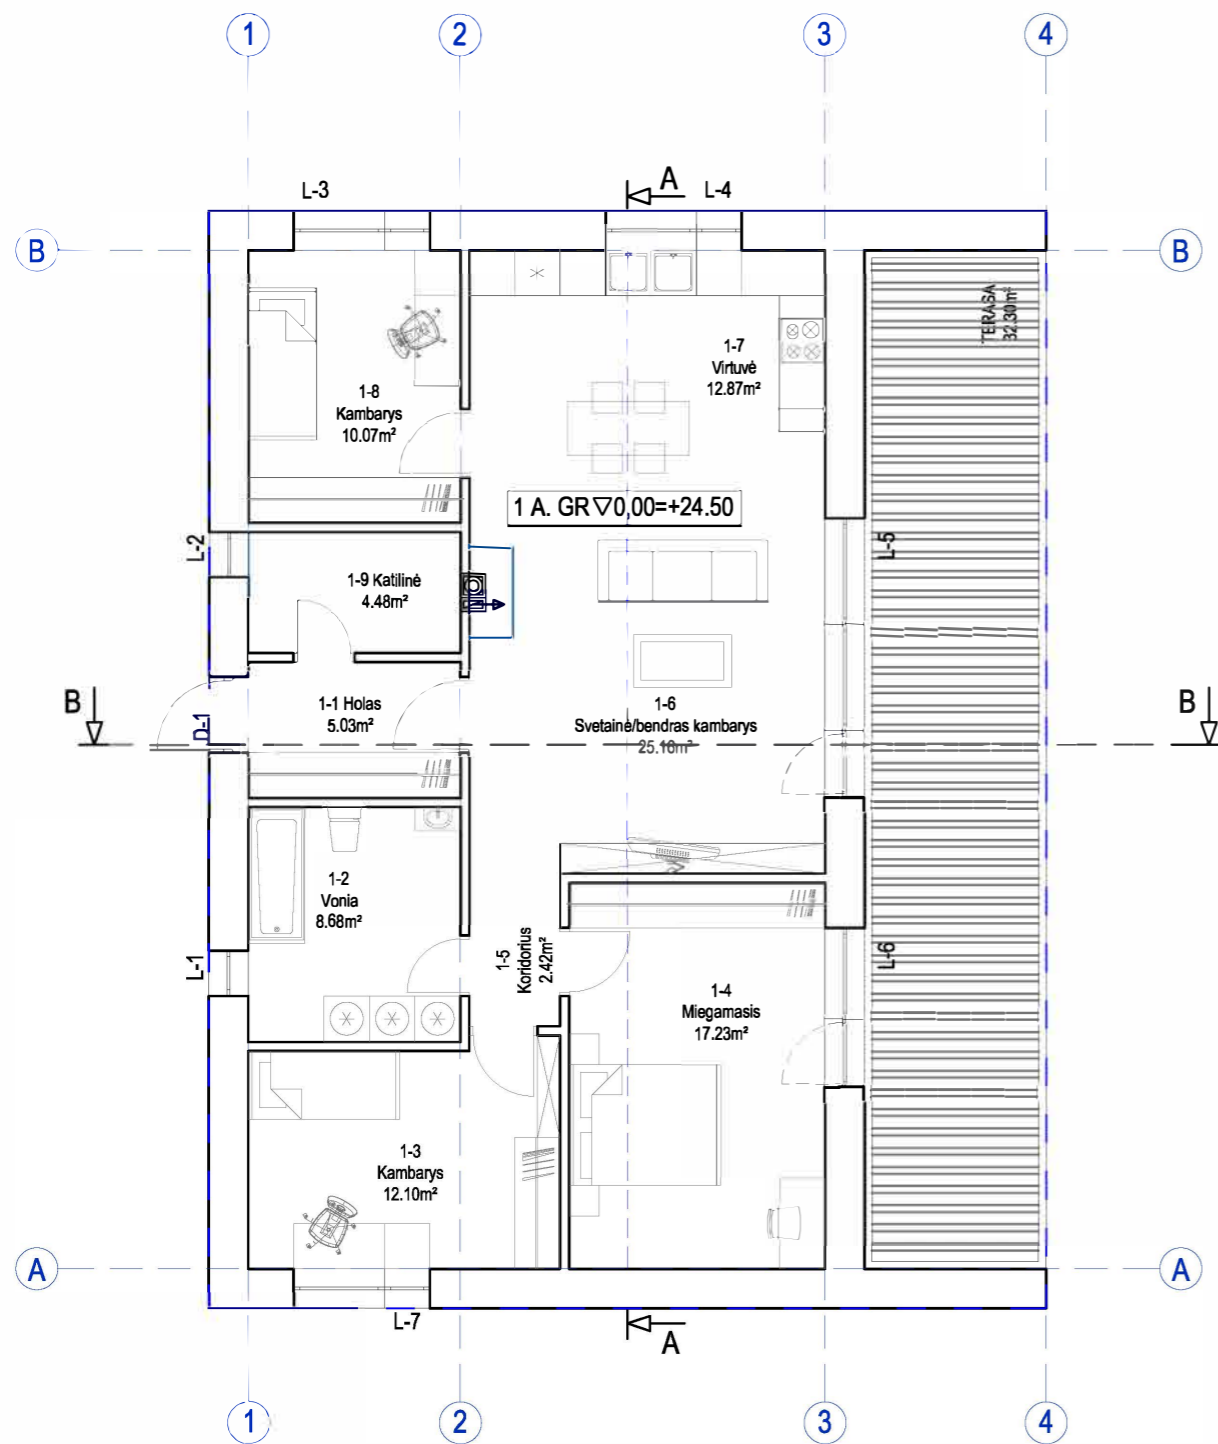 1
2
3
4
L-3
A
L-4
B
B
TERASA
32.30m²
1-7
Virtuvė
12.87m²
1-8
Kambarys
10.07m²
1 A. GR▽0,00=+24.50
L-2
L-5
1-9 Katilinė
4.48m²
B
B
D-1
1-1 Holas
5.03m²
1-6
Svetainė/bendras kambarys
25.16m²
1-2
Vonia
8.68m²
L-1
1-5
Koridorius
2.42m²
L-6
1-4
Miegamasis
17.23m²
1-3
Kambarys
12.10m²
A
A
L-7
A
1
2
3
4